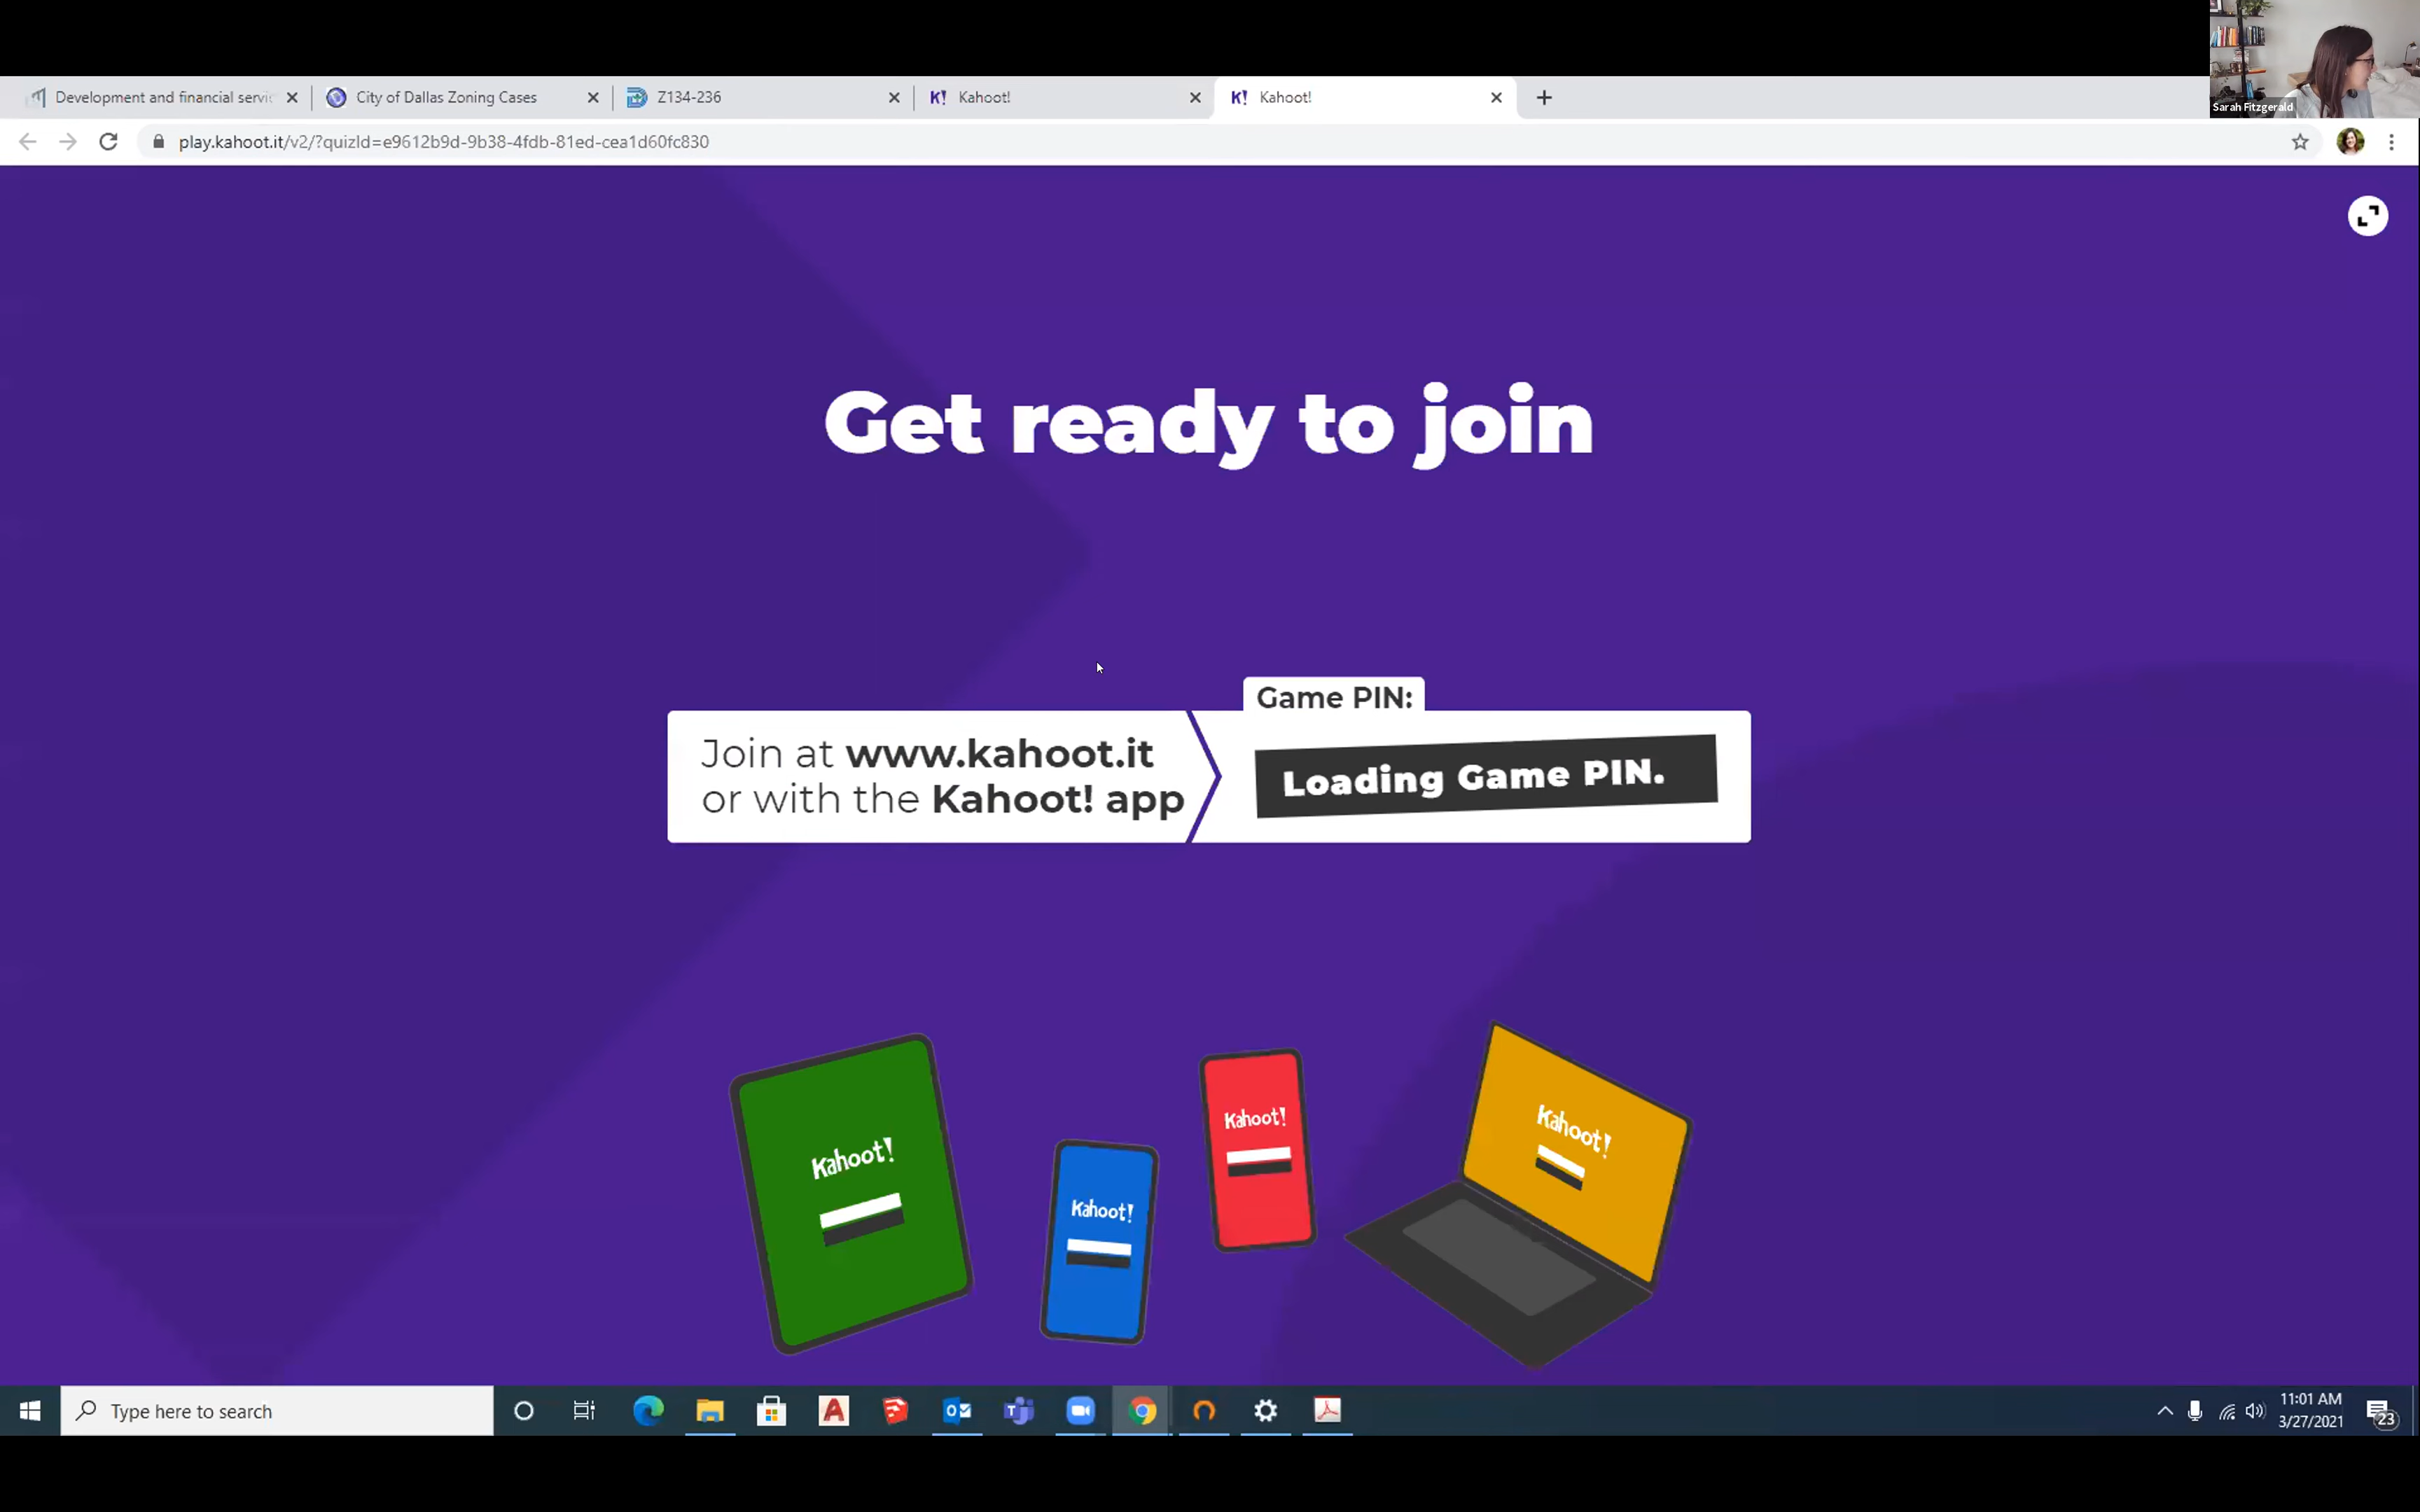 Sarah Fitzgerald
Development and financial servic
City of Dallas Zoning Cases
Z134-236
K! Kahoot!
K! Kahoot!
play.kahoot.it/v2/?quizId=e9612b9d-9b38-4fdb-81ed-cea1d60fc830
Get ready to join
Game PIN:
Join at www.kahoot.it
or with the Kahoot! app
Loading Game PIN.
Kahoot!
Kahoot!
Kahoot!
Kahoot!
Type here to search
11:01 AM
3/27/2021
23